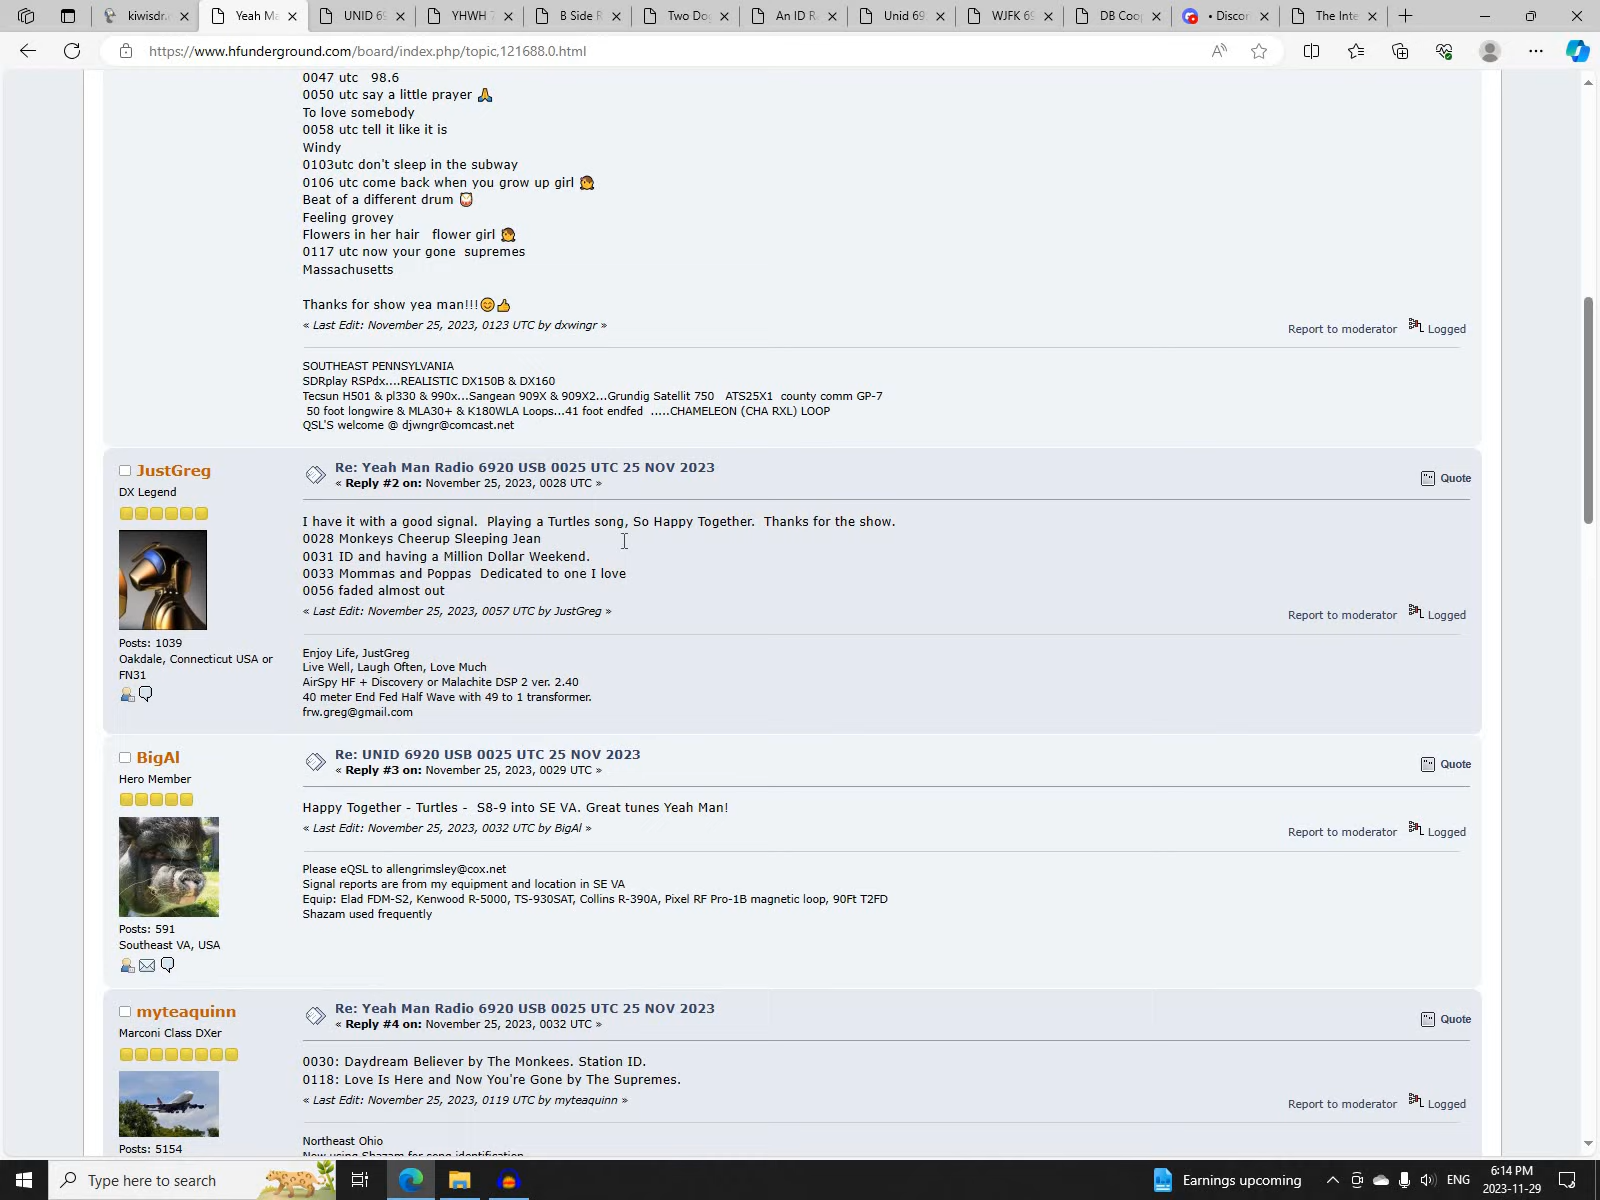 kiwisdr.c
Yeah Ma
UNID 69
YHWH 7
B Side R
Two Do
An ID R
Unid 69
WJFK 69
DB Coop
• Discor
The Inte
https://www.hfunderground.com/board/index.php/topic,121688.0.html
0047 utc   98.6
0050 utc say a little prayer 🙏
To love somebody
0058 utc tell it like it is
Windy
0103utc don't sleep in the subway
0106 utc come back when you grow up girl 👧
Beat of a different drum 🥁
Feeling grovey
Flowers in her hair   flower girl 👧
0117 utc now your gone  supremes
Massachusetts
Thanks for show yea man!!!😊👍
« Last Edit: November 25, 2023, 0123 UTC by dxwingr »
Report to moderator Logged
SOUTHEAST PENNSYLVANIA
SDRplay RSPdx....REALISTIC DX150B & DX160
Tecsun H501 & pl330 & 990x...Sangean 909X & 909X2...Grundig Satellit 750   ATS25X1  county comm GP-7
50 foot longwire & MLA30+ & K180WLA Loops...41 foot endfed  .....CHAMELEON (CHA RXL) LOOP
QSL'S welcome @ djwngr@comcast.net
JustGreg
DX Legend
Posts: 1039
Oakdale, Connecticut USA or
FN31
Re: Yeah Man Radio 6920 USB 0025 UTC 25 NOV 2023
« Reply #2 on: November 25, 2023, 0028 UTC »
Quote
I have it with a good signal.  Playing a Turtles song, So Happy Together.  Thanks for the show.
0028 Monkeys Cheerup Sleeping Jean
0031 ID and having a Million Dollar Weekend.
0033 Mommas and Poppas  Dedicated to one I love
0056 faded almost out
« Last Edit: November 25, 2023, 0057 UTC by JustGreg »
Report to moderator Logged
Enjoy Life, JustGreg
Live Well, Laugh Often, Love Much
AirSpy HF + Discovery or Malachite DSP 2 ver. 2.40
40 meter End Fed Half Wave with 49 to 1 transformer.
frw.greg@gmail.com
BigAl
Hero Member
Posts: 591
Southeast VA, USA
Re: UNID 6920 USB 0025 UTC 25 NOV 2023
« Reply #3 on: November 25, 2023, 0029 UTC »
Quote
Happy Together - Turtles -  S8-9 into SE VA. Great tunes Yeah Man!
« Last Edit: November 25, 2023, 0032 UTC by BigAl »
Report to moderator Logged
Please eQSL to allengrimsley@cox.net
Signal reports are from my equipment and location in SE VA
Equip: Elad FDM-S2, Kenwood R-5000, TS-930SAT, Collins R-390A, Pixel RF Pro-1B magnetic loop, 90Ft T2FD
Shazam used frequently
myteaquinn
Marconi Class DXer
Posts: 5154
Re: Yeah Man Radio 6920 USB 0025 UTC 25 NOV 2023
« Reply #4 on: November 25, 2023, 0032 UTC »
Quote
0030: Daydream Believer by The Monkees. Station ID.
0118: Love Is Here and Now You're Gone by The Supremes.
« Last Edit: November 25, 2023, 0119 UTC by myteaquinn »
Report to moderator Logged
Northeast Ohio
Now using Shazam for song identification
Type here to search
Earnings upcoming
ENG
6:14 PM
2023-11-29